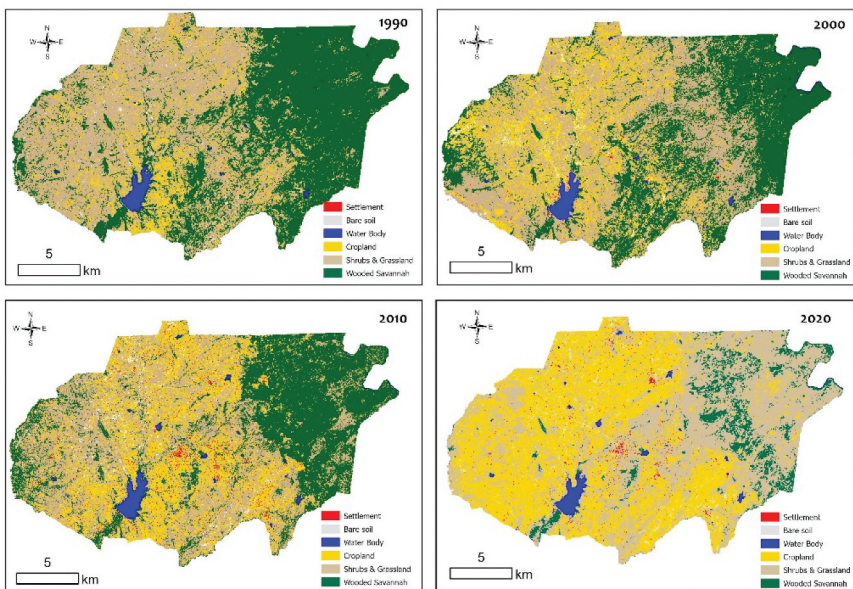 1990
N
W E
S
Settlement
Bare soil
Water Body
Cropland
Shrubs & Grassland
Wooded Savannah
5
km
2000
N
W E
S
Settlement
Bare soil
Water Body
Cropland
Shrubs & Grassland
Wooded Savannah
5
km
2010
N
W E
S
Settlement
Bare soil
Water Body
Cropland
Shrubs & Grassland
Wooded Savannah
5
km
2020
N
W E
S
Settlement
Bare soil
Water Body
Cropland
Shrubs & Grassland
Wooded Savannah
5
km